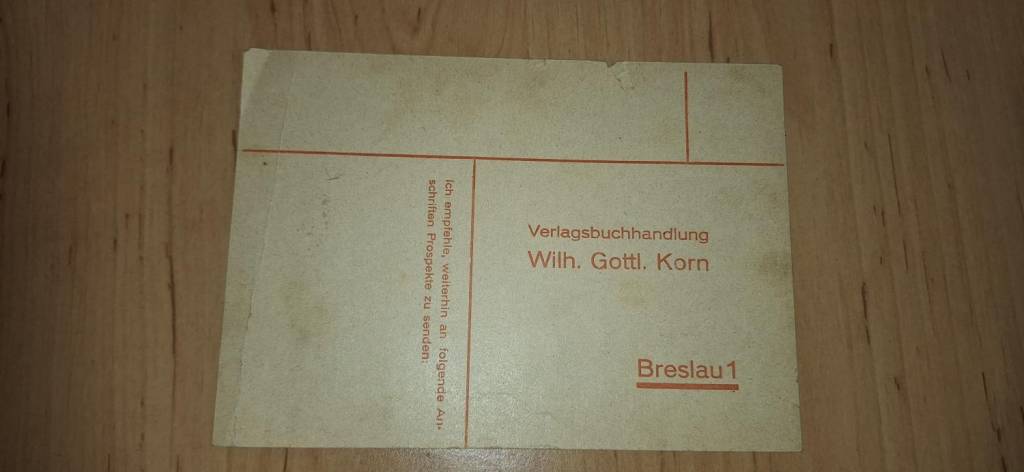 Ich empfehle, weiterhin an folgende An-
schriften Prospekte zu senden:
Verlagsbuchhandlung
Wilh. Gottl. Korn
Breslau 1